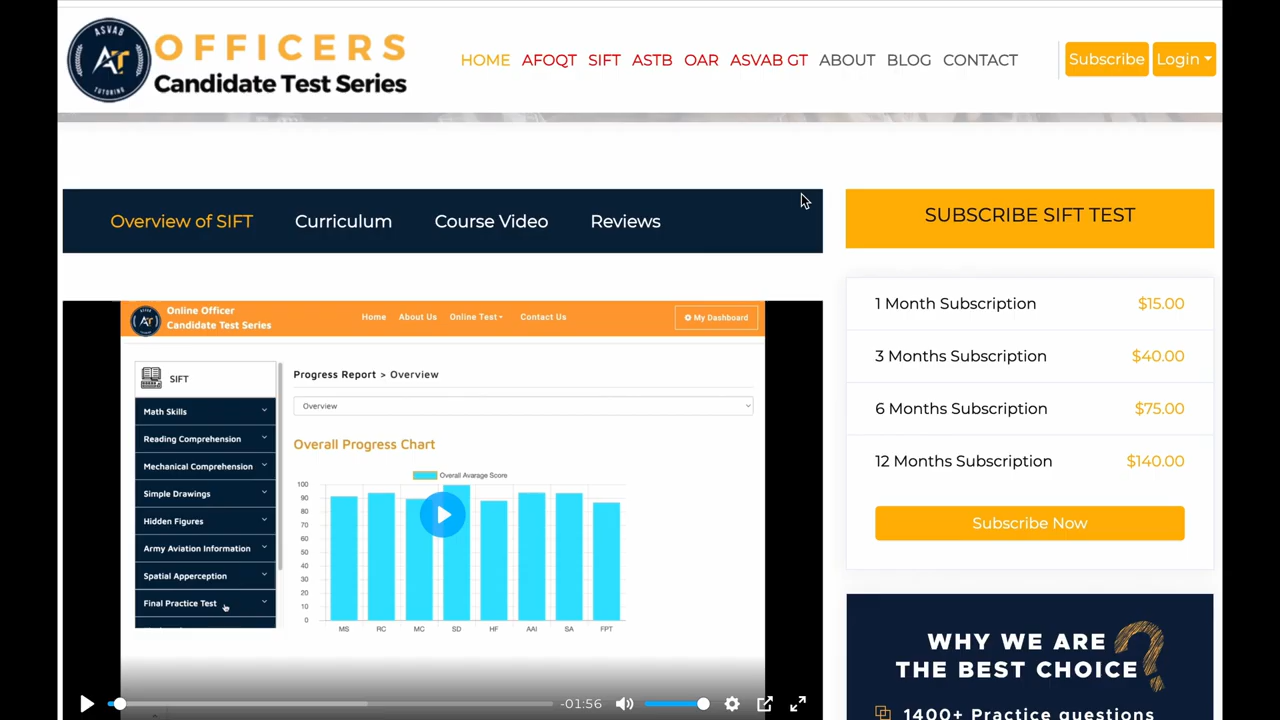 ASVAB
AT
TUTORING
OFFICERS
Candidate Test Series
HOME AFOQT SIFT ASTB OAR ASVAB GT ABOUT BLOG CONTACT
Subscribe Login
Overview of SIFT Curriculum Course Video Reviews
SUBSCRIBE SIFT TEST
1 Month Subscription $15.00
3 Months Subscription $40.00
6 Months Subscription $75.00
12 Months Subscription $140.00
Subscribe Now
Online Officer
Candidate Test Series
Home About Us Online Test Contact Us
My Dashboard
SIFT
Math Skills
Reading Comprehension
Mechanical Comprehension
Simple Drawings
Hidden Figures
Army Aviation Information
Spatial Apperception
Final Practice Test
Progress Report > Overview
Overview
Overall Progress Chart
Overall Avarage Score
100
90
80
70
60
50
40
30
20
10
0
MS RC MC SD HF AAI SA FPT
-01:56
WHY WE ARE
THE BEST CHOICE ?
1400+ Practice questions